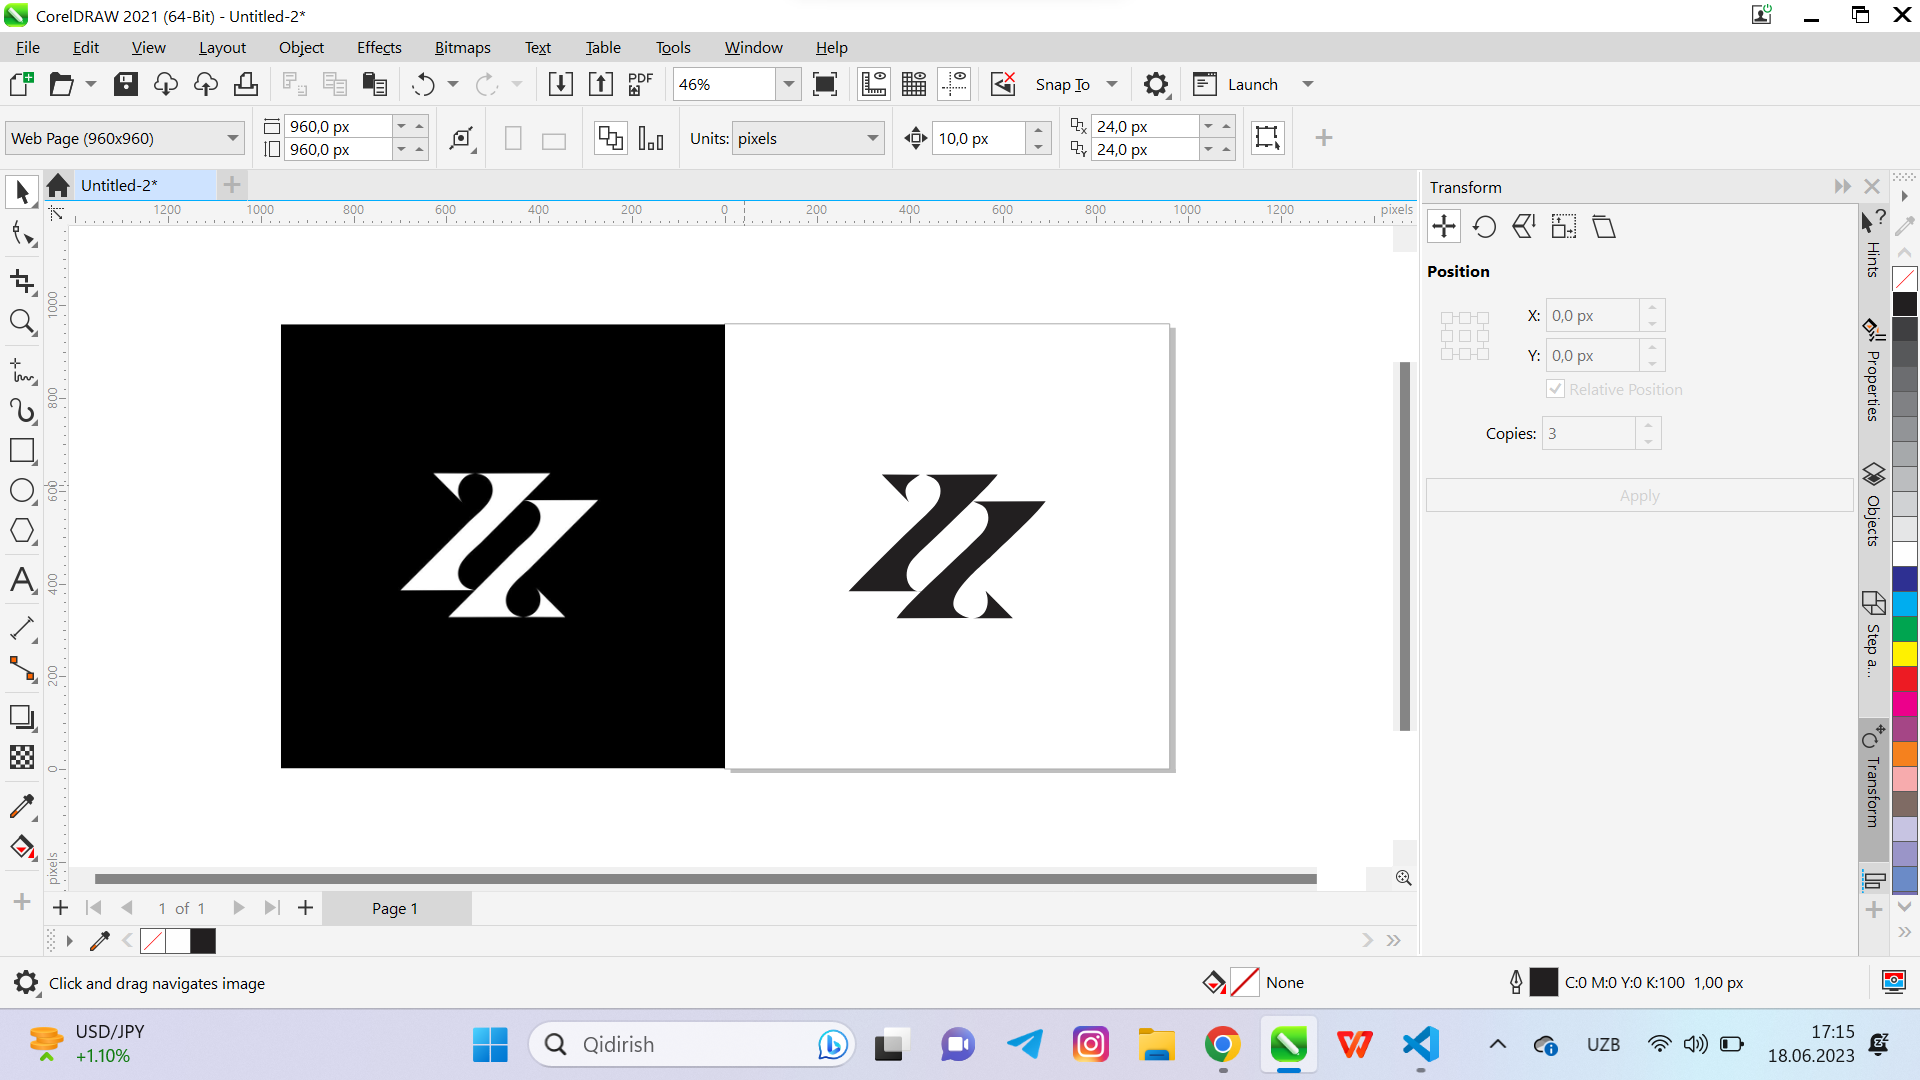 CorelDRAW 2021 (64-Bit) - Untitled-2*
File Edit View Layout Object Effects Bitmaps Text Table Tools Window Help
PDF 46% Snap To Launch
Web Page (960x960) 960,0 px 960,0 px Units: pixels 10,0 px 24,0 px 24,0 px
Untitled-2*
1200 1000 800 600 400 200 0 200 400 600 800 1000 1200 pixels
1000
800
600
400
200
0
pixels
Transform
Position
X: 0,0 px
Y: 0,0 px
Relative Position
Copies: 3
Apply
Hints
Properties
Objects
Step a...
Transform
1 of 1 Page 1
Click and drag navigates image None C:0 M:0 Y:0 K:100 1,00 px
USD/JPY
+1.10%
Qidirish
UZB
17:15
18.06.2023